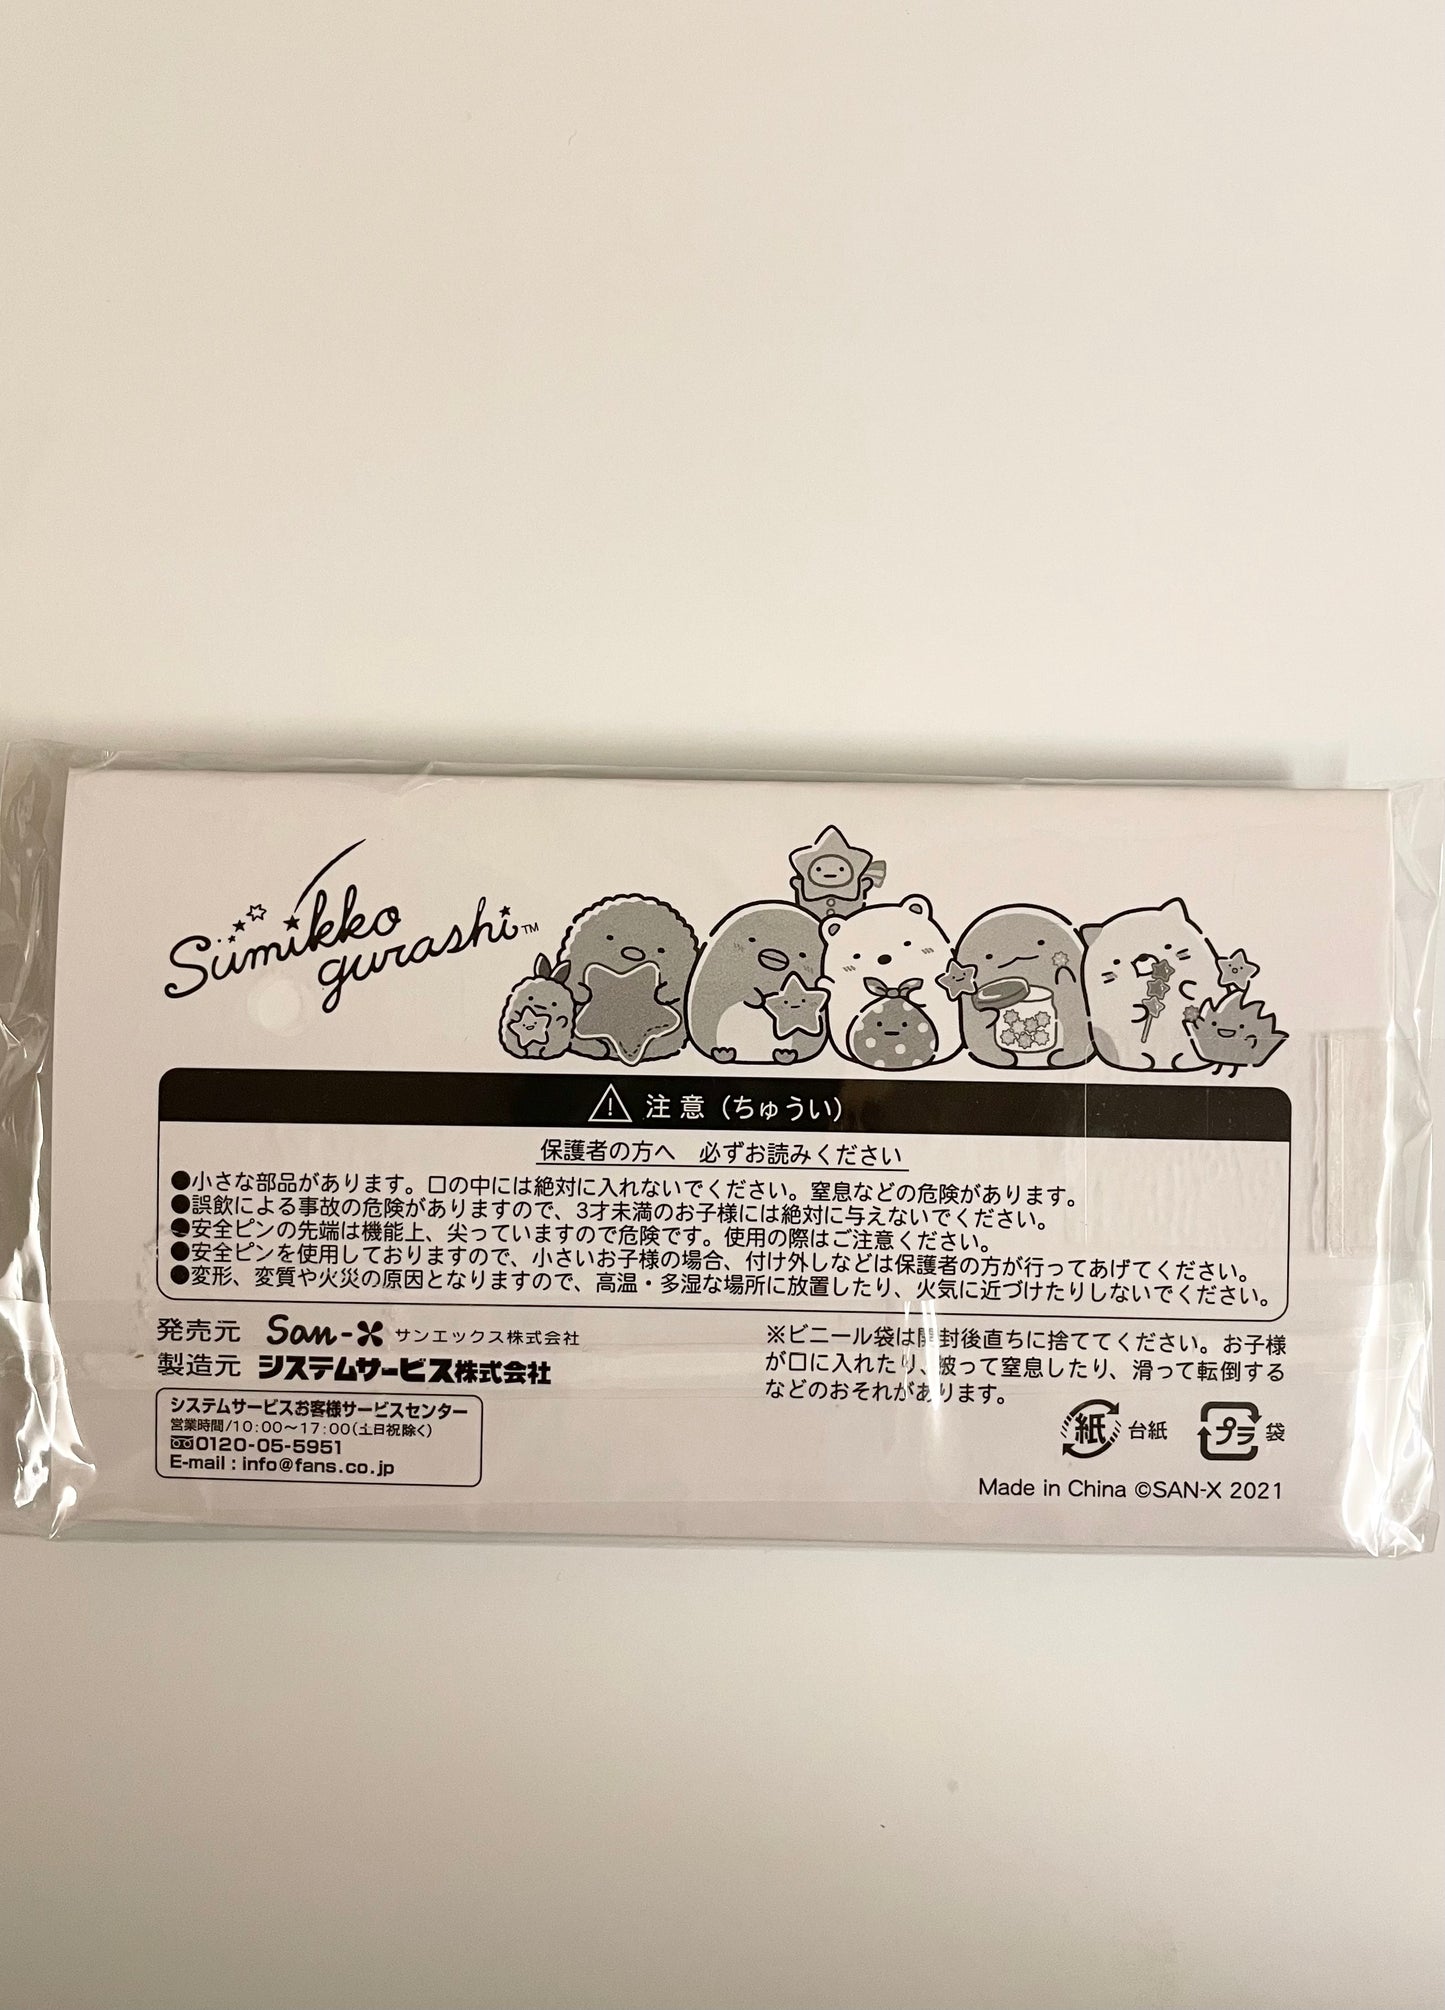 Sumikko
gurashi TM
注意（ちゅうい）
保護者の方へ　必ずお読みください
●小さな部品があります。口の中には絶対に入れないでください。窒息などの危険があります。
●誤飲による事故の危険がありますので、3才未満のお子様には絶対に与えないでください。
●安全ピンの先端は機能上、尖っていますので危険です。使用の際はご注意ください。
●安全ピンを使用しておりますので、小さいお子様の場合、付け外しなどは保護者の方が行ってあげてください。
●変形、変質や火災の原因となりますので、高温・多湿な場所に放置したり、火気に近づけたりしないでください。
発売元 San-X サンエックス株式会社
製造元 システムサービス株式会社
システムサービスお客様サービスセンター
営業時間/10:00〜17:00(土日祝除く)
0120-05-5951
E-mail : info@fans.co.jp
※ビニール袋は開封後直ちに捨ててください。お子様
が口に入れたり、被って窒息したり、滑って転倒する
などのおそれがあります。
紙 台紙 プラ 袋
Made in China ©SAN-X 2021